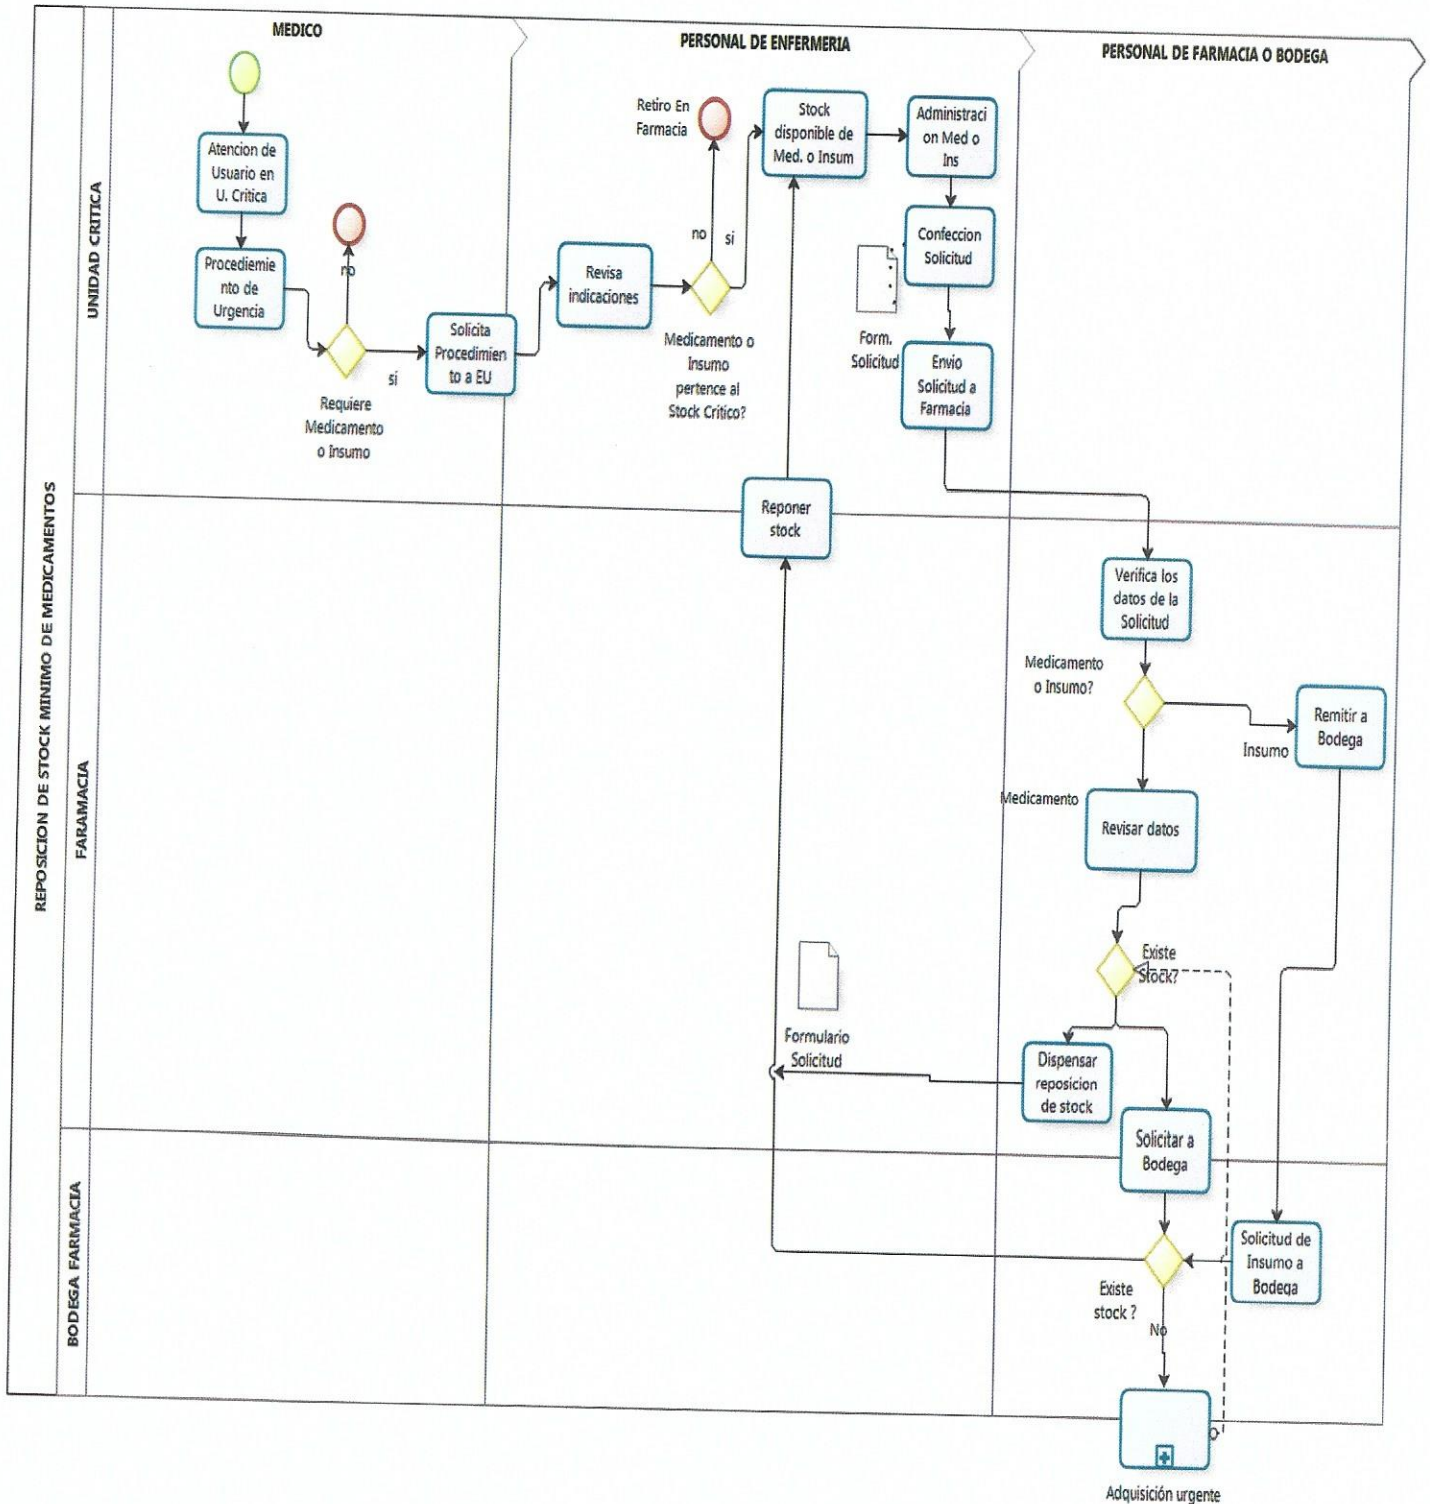 REPOSICION DE STOCK MINIMO DE MEDICAMENTOS
MEDICO
PERSONAL DE ENFERMERIA
PERSONAL DE FARMACIA O BODEGA
UNIDAD CRITICA
Atencion de
Usuario en
U. Critica
Procediemie
nto de
Urgencia
no
si
Requiere
Medicamento
o Insumo
Solicita
Procedimien
to a EU
Revisa
indicaciones
Retiro En
Farmacia
no
si
Medicamento o
Insumo
pertence al
Stock Critico?
Stock
disponible de
Med. o Insum
Administraci
on Med o
Ins
Confeccion
Solicitud
Form.
Solicitud
Envio
Solicitud a
Farmacia
Reponer
stock
FARAMACIA
Verifica los
datos de la
Solicitud
Medicamento
o Insumo?
Insumo
Remitir a
Bodega
Medicamento
Revisar datos
Existe
Stock?
Formulario
Solicitud
Dispensar
reposicion
de stock
Solicitar a
Bodega
BODEGA FARMACIA
Solicitud de
Insumo a
Bodega
Existe
stock ?
No
Adquisición urgente